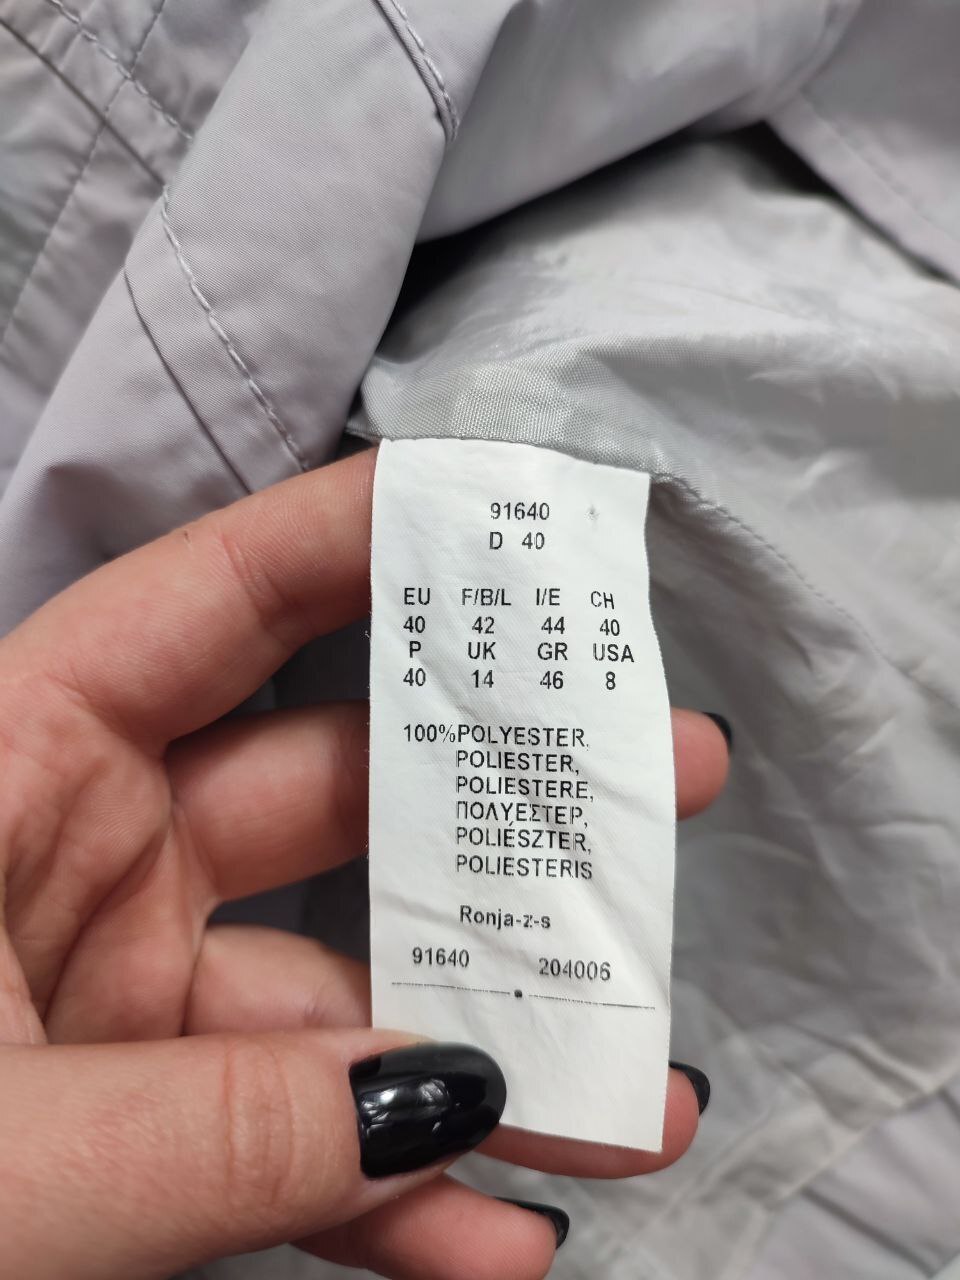 91640
D 40
EU F/B/L I/E CH
40 42 44 40
P UK GR USA
40 14 46 8
100%POLYESTER,
POLIESTER,
POLIESTERE,
ΠΟΛΥΕΣΤΕΡ,
POLIÉSZTER,
POLIESTERIS
Ronja-z-s
91640 204006